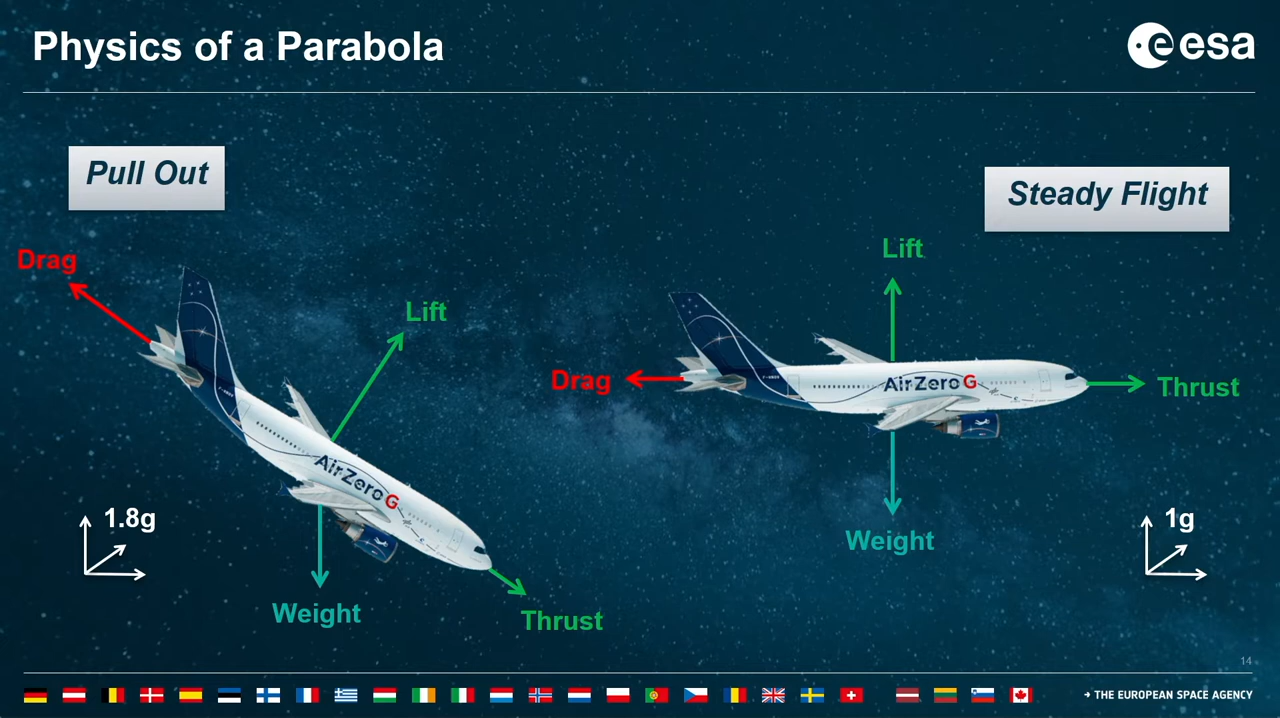 Physics of a Parabola
esa
Pull Out
Steady Flight
Drag
Lift
AirZeroG
1.8g
Weight
Thrust
Lift
Drag
AirZeroG
Thrust
Weight
1g
14
→ THE EUROPEAN SPACE AGENCY